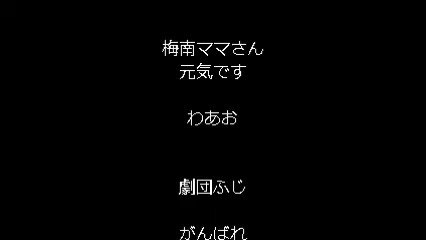 梅南ママさん
元気です
わあお
劇団ふじ
がんばれ